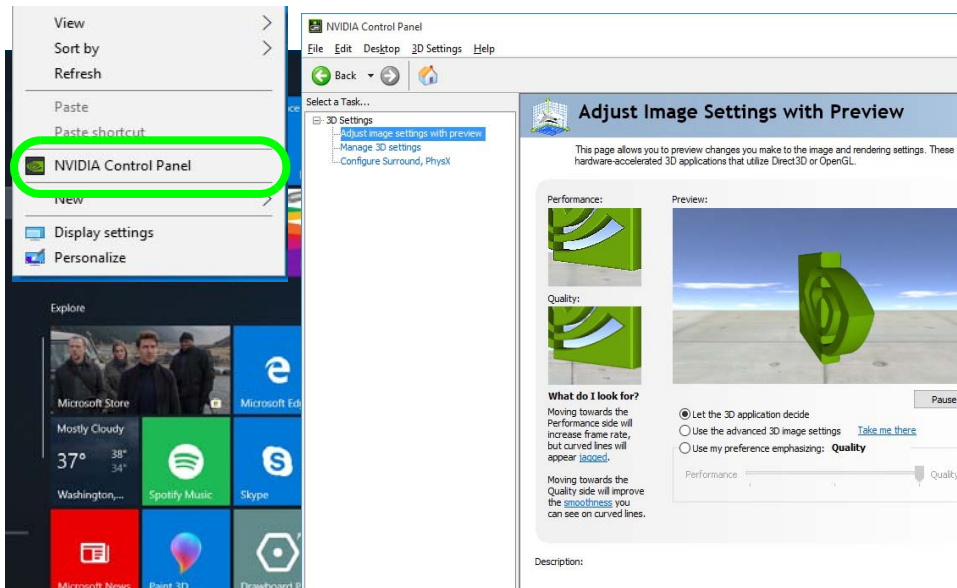 View
Sort by
Refresh
Paste
Paste shortcut
NVIDIA Control Panel
New
Display settings
Personalize
Explore
Microsoft Store
Mostly Cloudy
37° 38°
34°
Washington,...
Spotify Music
Skype
Microsoft News
Paint 3D
NVIDIA Control Panel
File Edit Desktop 3D Settings Help
Back
Select a Task...
3D Settings
Adjust image settings with preview
Manage 3D settings
Configure Surround, PhysX
Adjust Image Settings with Preview
This page allows you to preview changes you make to the image and rendering settings. These
hardware-accelerated 3D applications that utilize Direct3D or OpenGL.
Performance:
Preview:
Quality:
What do I look for?
Moving towards the
Performance side will
increase frame rate,
but curved lines will
appear jagged.
Moving towards the
Quality side will improve
the smoothness you
can see on curved lines.
Pause
Let the 3D application decide
Use the advanced 3D image settings Take me there
Use my preference emphasizing: Quality
Performance Quality
Description: